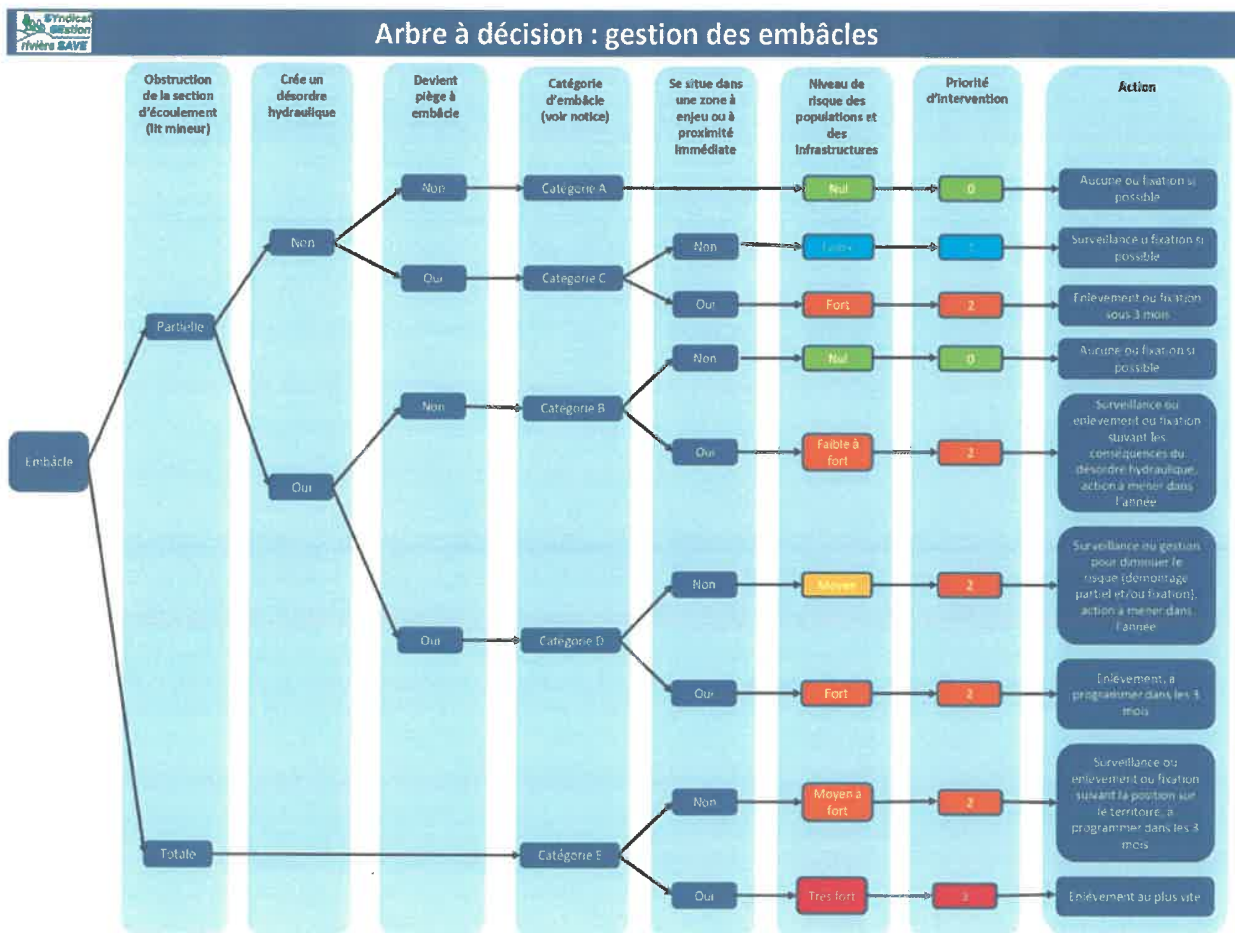 SYndicat
GEstion
rivière SAVE
Arbre à décision : gestion des embâcles
Obstruction
de la section
d'écoulement
(lit mineur)
Crée un
désordre
hydraulique
Devient
piège à
embâcle
Catégorie
d'embâcle
(voir notice)
Se situe dans
une zone à
enjeu ou à
proximité
immédiate
Niveau de
risque des
populations et
des
infrastructures
Priorité
d'intervention
Action
Non
Catégorie A
Nul
0
Aucune ou fixation si
possible
Non
Non
Faible
1
Surveillance u fixation si
possible
Oui
Catégorie C
Oui
Fort
2
Enlèvement ou fixation
sous 3 mois
Partielle
Non
Nul
0
Aucune ou fixation si
possible
Non
Catégorie B
Oui
Faible à
fort
2
Surveillance ou
enlèvement ou fixation
suivant les
conséquences du
désordre hydraulique,
action à mener dans
l'année
Embâcle
Oui
Non
Moyen
2
Surveillance ou gestion
pour diminuer le
risque (démontage
partiel et/ou fixation),
action à mener dans
l'année
Oui
Catégorie D
Oui
Fort
2
Enlèvement, à
programmer dans les 3
mois
Non
Moyen à
fort
2
Surveillance ou
enlèvement ou fixation
suivant la position sur
le territoire, à
programmer dans les 3
mois
Totale
Catégorie E
Oui
Très fort
3
Enlèvement au plus vite